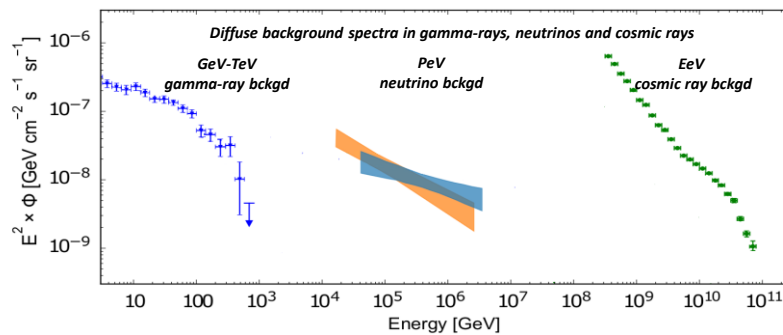 Diffuse background spectra in gamma-rays, neutrinos and cosmic rays
GeV-TeV
gamma-ray bckgd
PeV
neutrino bckgd
EeV
cosmic ray bckgd
E² × Φ [GeV cm⁻² s⁻¹ sr⁻¹]
10⁻⁶
10⁻⁷
10⁻⁸
10⁻⁹
10 100 10³ 10⁴ 10⁵ 10⁶ 10⁷ 10⁸ 10⁹ 10¹⁰ 10¹¹
Energy [GeV]